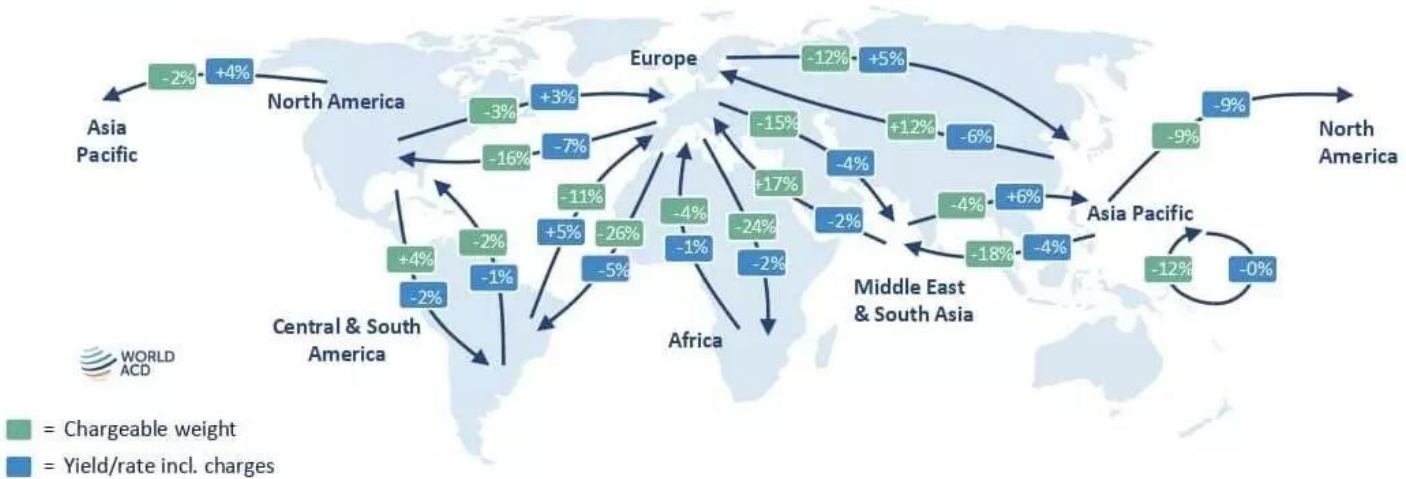 Europe
-12%
+5%
-2%
+4%
North America
-3%
+3%
-9%
Asia
Pacific
-15%
+12%
-6%
-9%
North
America
-16%
-7%
-4%
+17%
-11%
-4%
+6%
Asia Pacific
-4%
-2%
+5%
-26%
-24%
-2%
-1%
-18%
-4%
+4%
-1%
-5%
-2%
-12%
-0%
-2%
Middle East
& South Asia
Central & South
America
Africa
WORLD
ACD
= Chargeable weight
= Yield/rate incl. charges